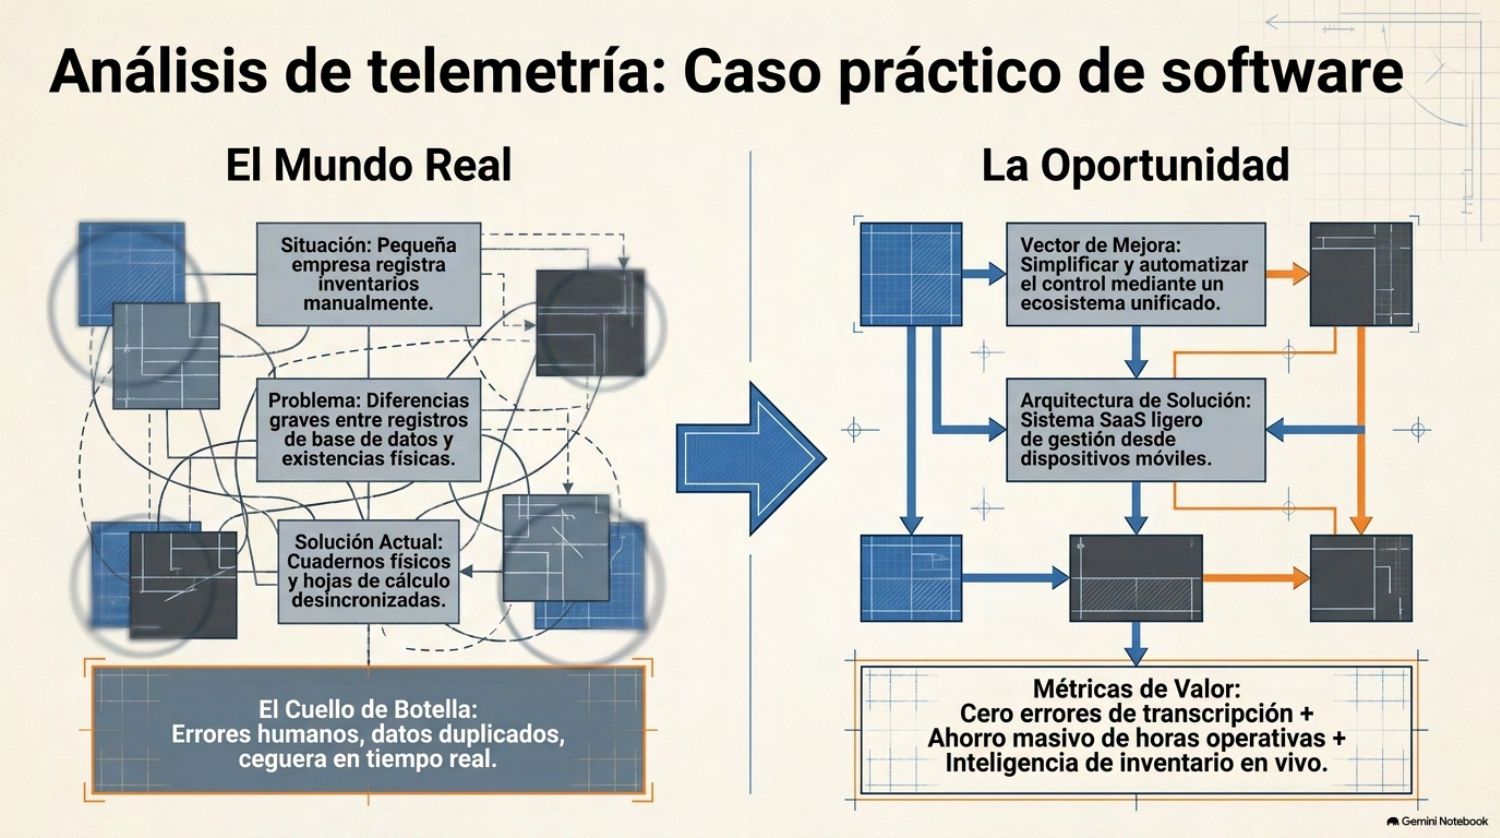 Análisis de telemetría: Caso práctico de software
El Mundo Real
Situación: Pequeña
empresa registra
inventarios
manualmente.
Problema: Diferencias
graves entre registros
de base de datos y
existencias físicas.
Solución Actual:
Cuadernos físicos
y hojas de cálculo
desincronizadas.
El Cuello de Botella:
Errores humanos, datos duplicados,
ceguera en tiempo real.
La Oportunidad
Vector de Mejora:
Simplificar y automatizar
el control mediante un
ecosistema unificado.
Arquitectura de Solución:
Sistema SaaS ligero
de gestión desde
dispositivos móviles.
Métricas de Valor:
Cero errores de transcripción +
Ahorro masivo de horas operativas +
Inteligencia de inventario en vivo.
Gemini Notebook